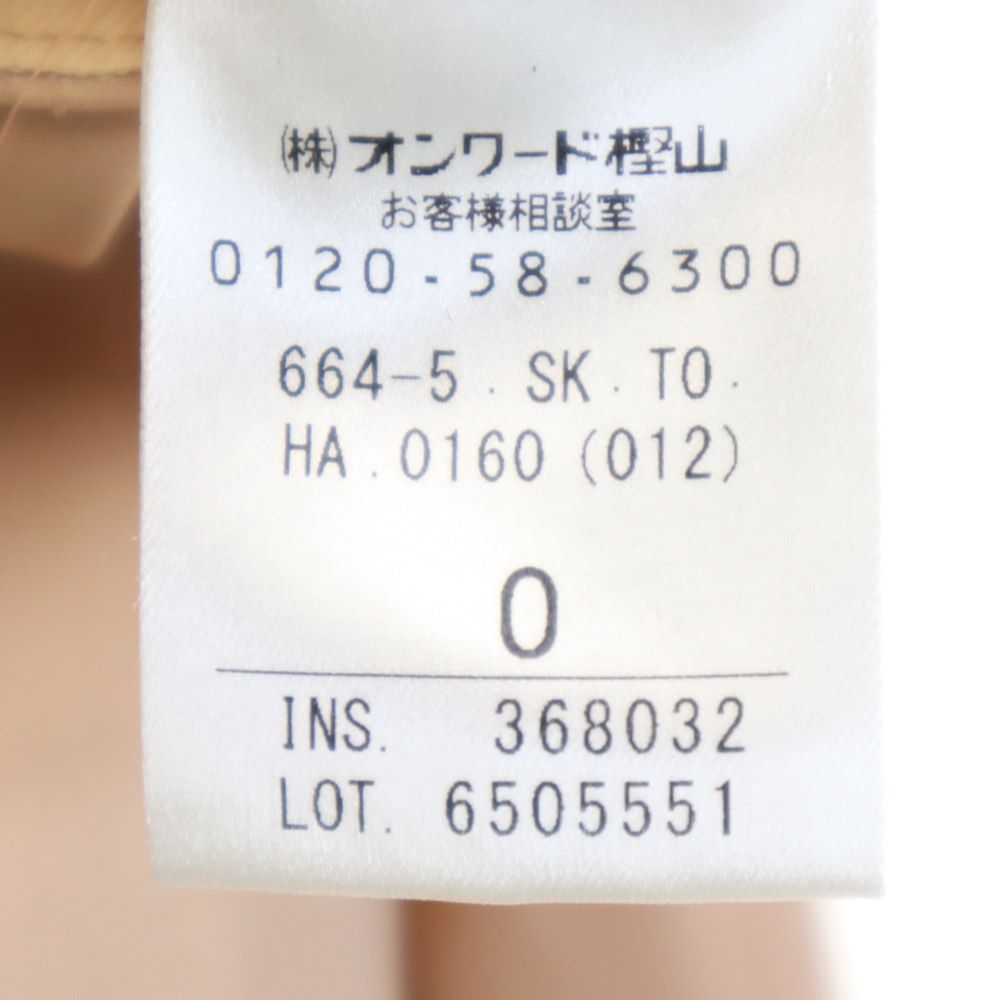 ㈱オンワード樫山
お客様相談室
0120-58-6300
664-5.SK.TO.
HA.0160(012)
0
INS. 368032
LOT. 6505551